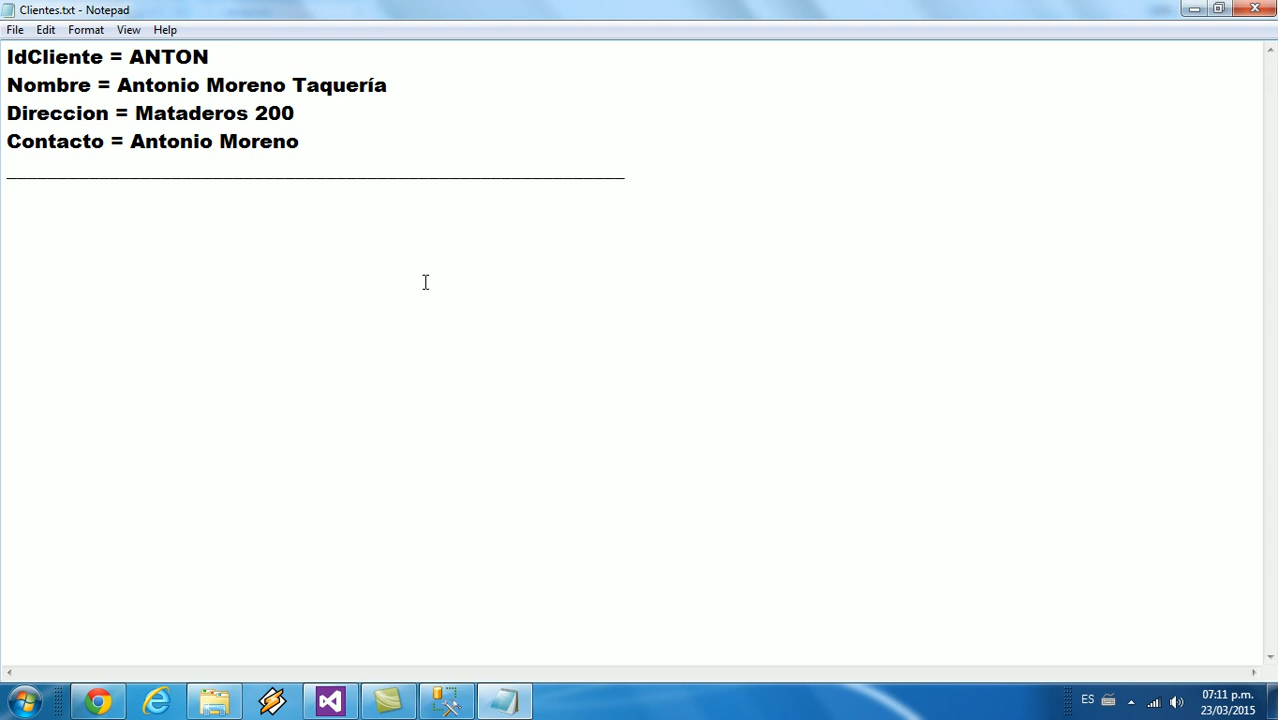 Clientes.txt - Notepad
File Edit Format View Help
IdCliente = ANTON
Nombre = Antonio Moreno Taquería
Direccion = Mataderos 200
Contacto = Antonio Moreno
____________________________________________________________
ES
07:11 p.m.
23/03/2015